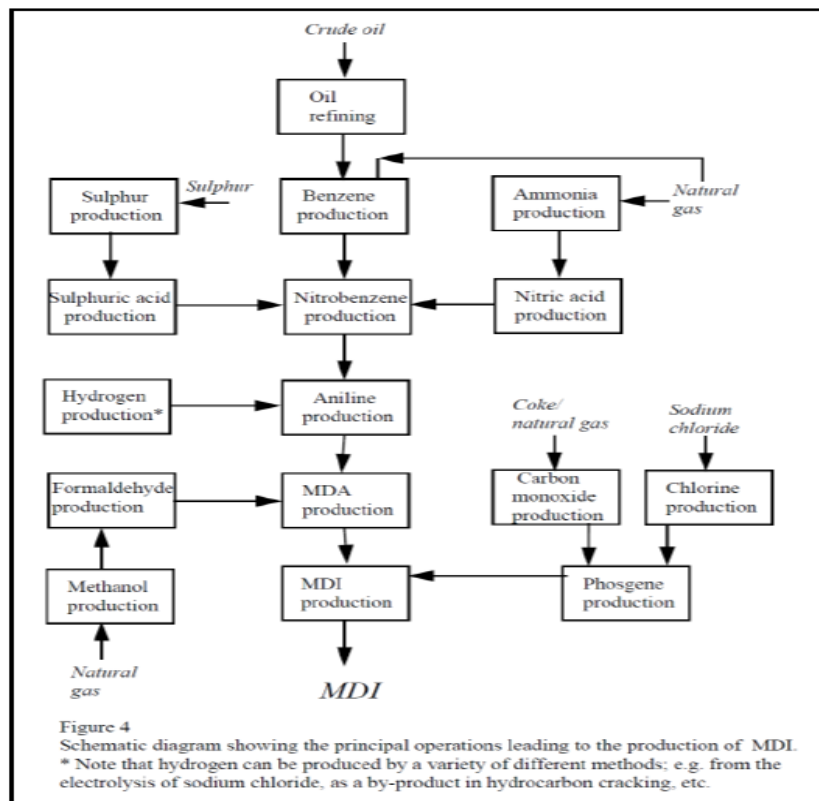 Crude oil
Oil
refining
Sulphur
production
Sulphur
Benzene
production
Ammonia
production
Natural
gas
Sulphuric acid
production
Nitrobenzene
production
Nitric acid
production
Hydrogen
production*
Aniline
production
Coke/
natural gas
Sodium
chloride
Formaldehyde
production
MDA
production
Carbon
monoxide
production
Chlorine
production
Methanol
production
MDI
production
Phosgene
production
Natural
gas
MDI
Figure 4
Schematic diagram showing the principal operations leading to the production of MDI.
* Note that hydrogen can be produced by a variety of different methods; e.g. from the
electrolysis of sodium chloride, as a by-product in hydrocarbon cracking, etc.